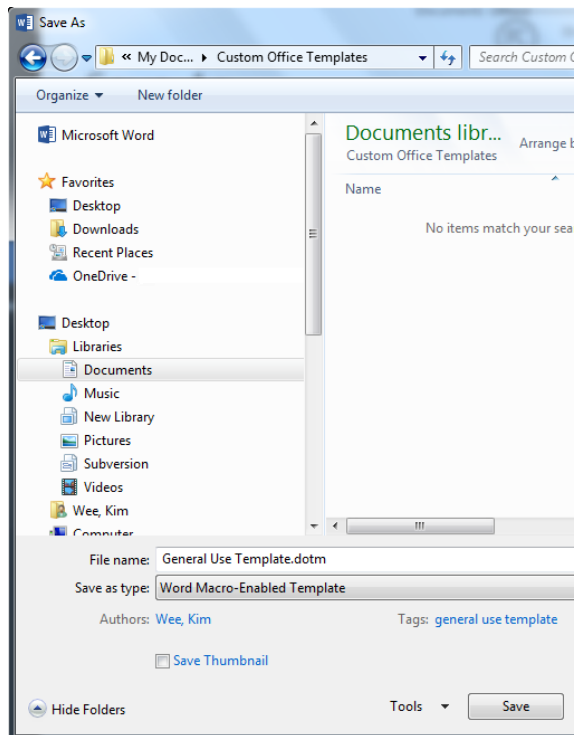 Save As
« My Doc... ▸ Custom Office Templates
Search Custom O
Organize ▾ New folder
Microsoft Word
Favorites
Desktop
Downloads
Recent Places
OneDrive -
Desktop
Libraries
Documents
Music
New Library
Pictures
Subversion
Videos
Wee, Kim
Computer
Documents libr...
Custom Office Templates
Arrange b
Name
No items match your sea
File name: General Use Template.dotm
Save as type: Word Macro-Enabled Template
Authors: Wee, Kim Tags: general use template
Save Thumbnail
Hide Folders Tools ▾ Save